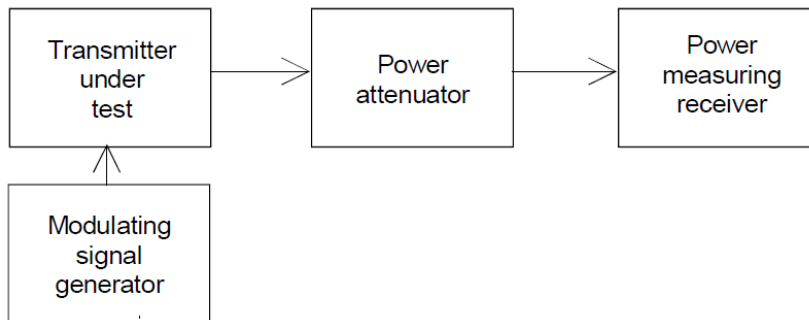 Transmitter
under
test
Power
attenuator
Power
measuring
receiver
Modulating
signal
generator